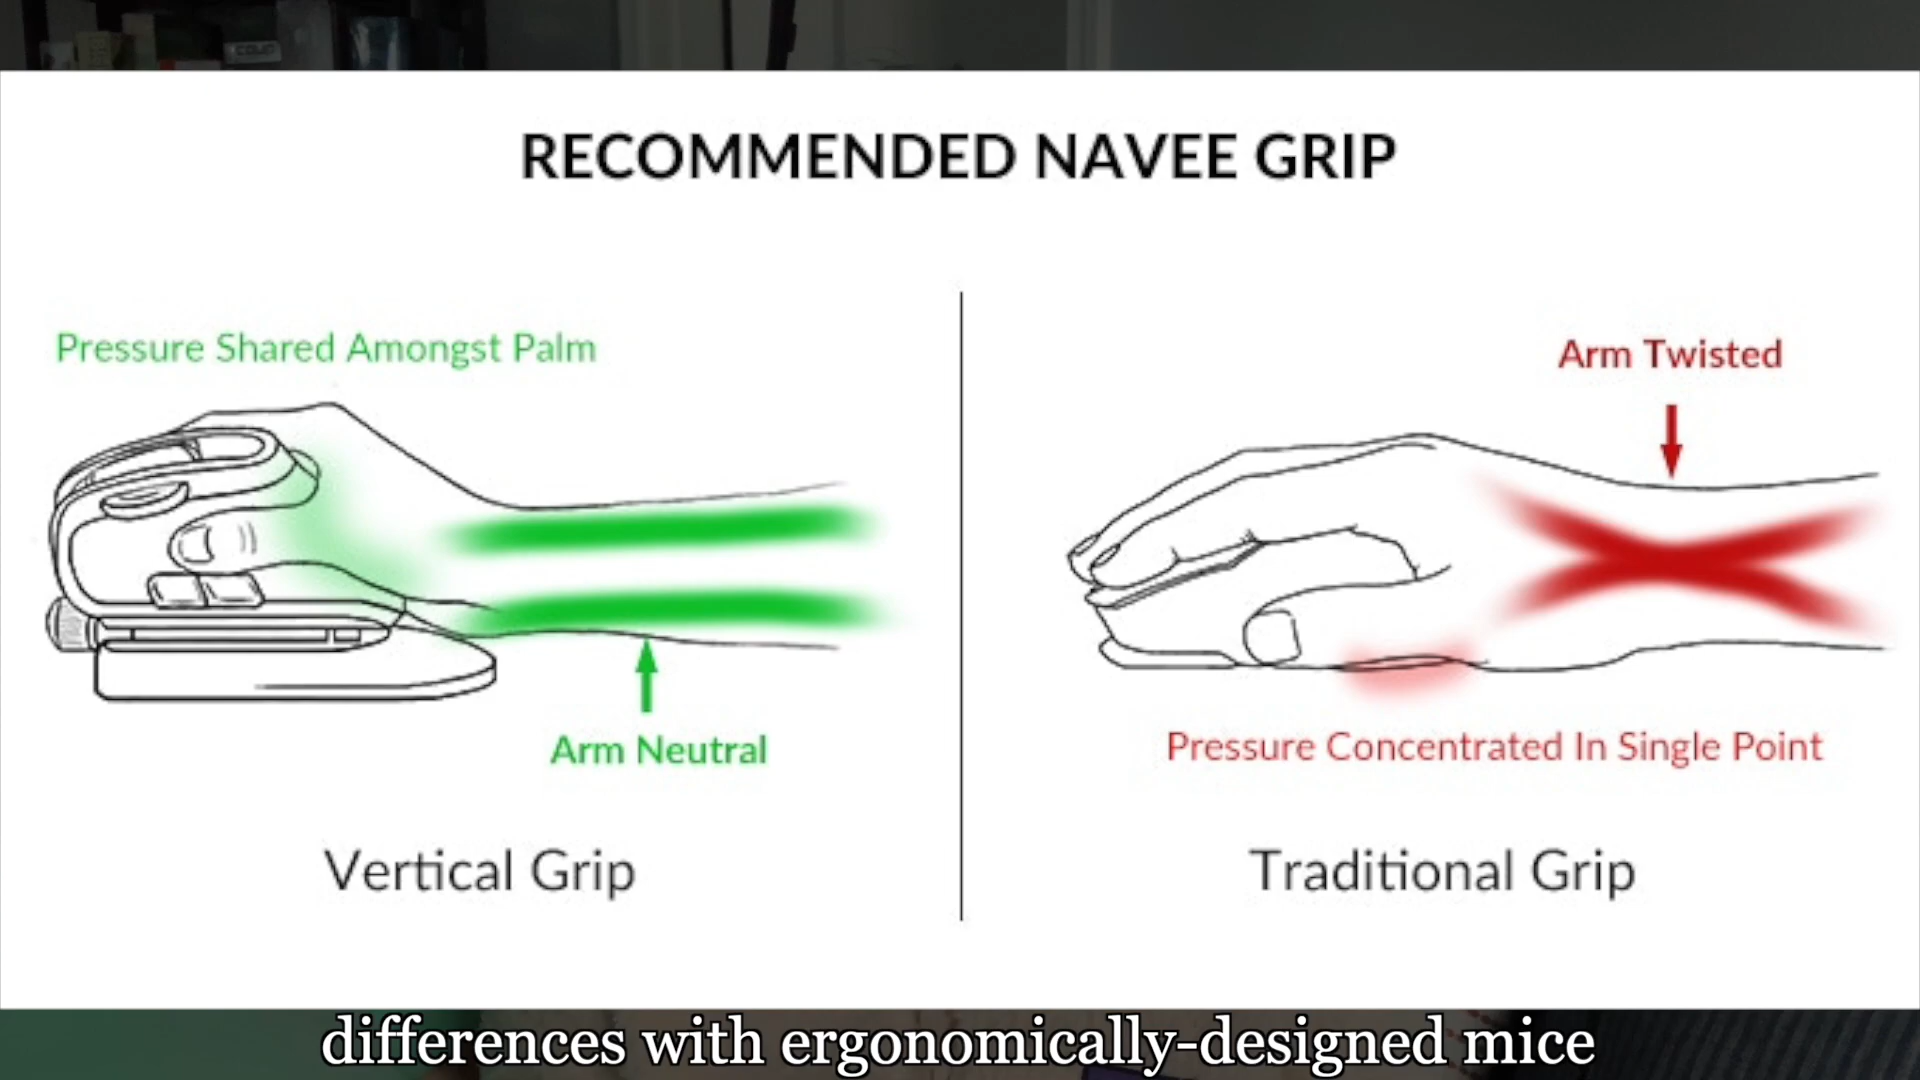 RECOMMENDED NAVEE GRIP
Pressure Shared Amongst Palm
Arm Neutral
Vertical Grip
Arm Twisted
Pressure Concentrated In Single Point
Traditional Grip
differences with ergonomically-designed mice